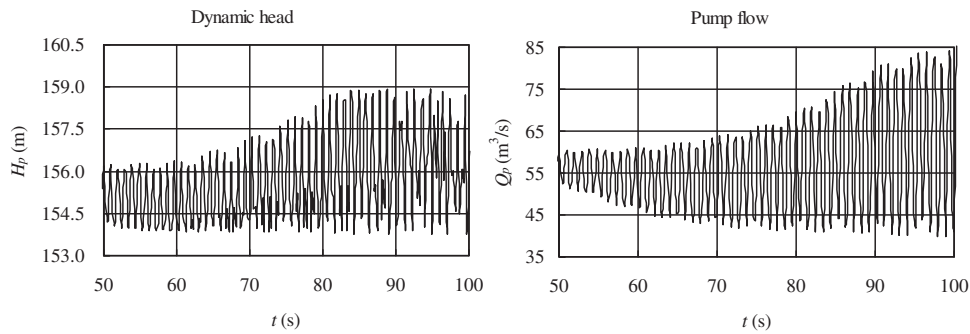 Dynamic head
160.5
159.0
157.5
156.0
154.5
153.0
H_p (m)
50 60 70 80 90 100
t (s)
Pump flow
85
75
65
55
45
35
Q_p (m³/s)
50 60 70 80 90 100
t (s)